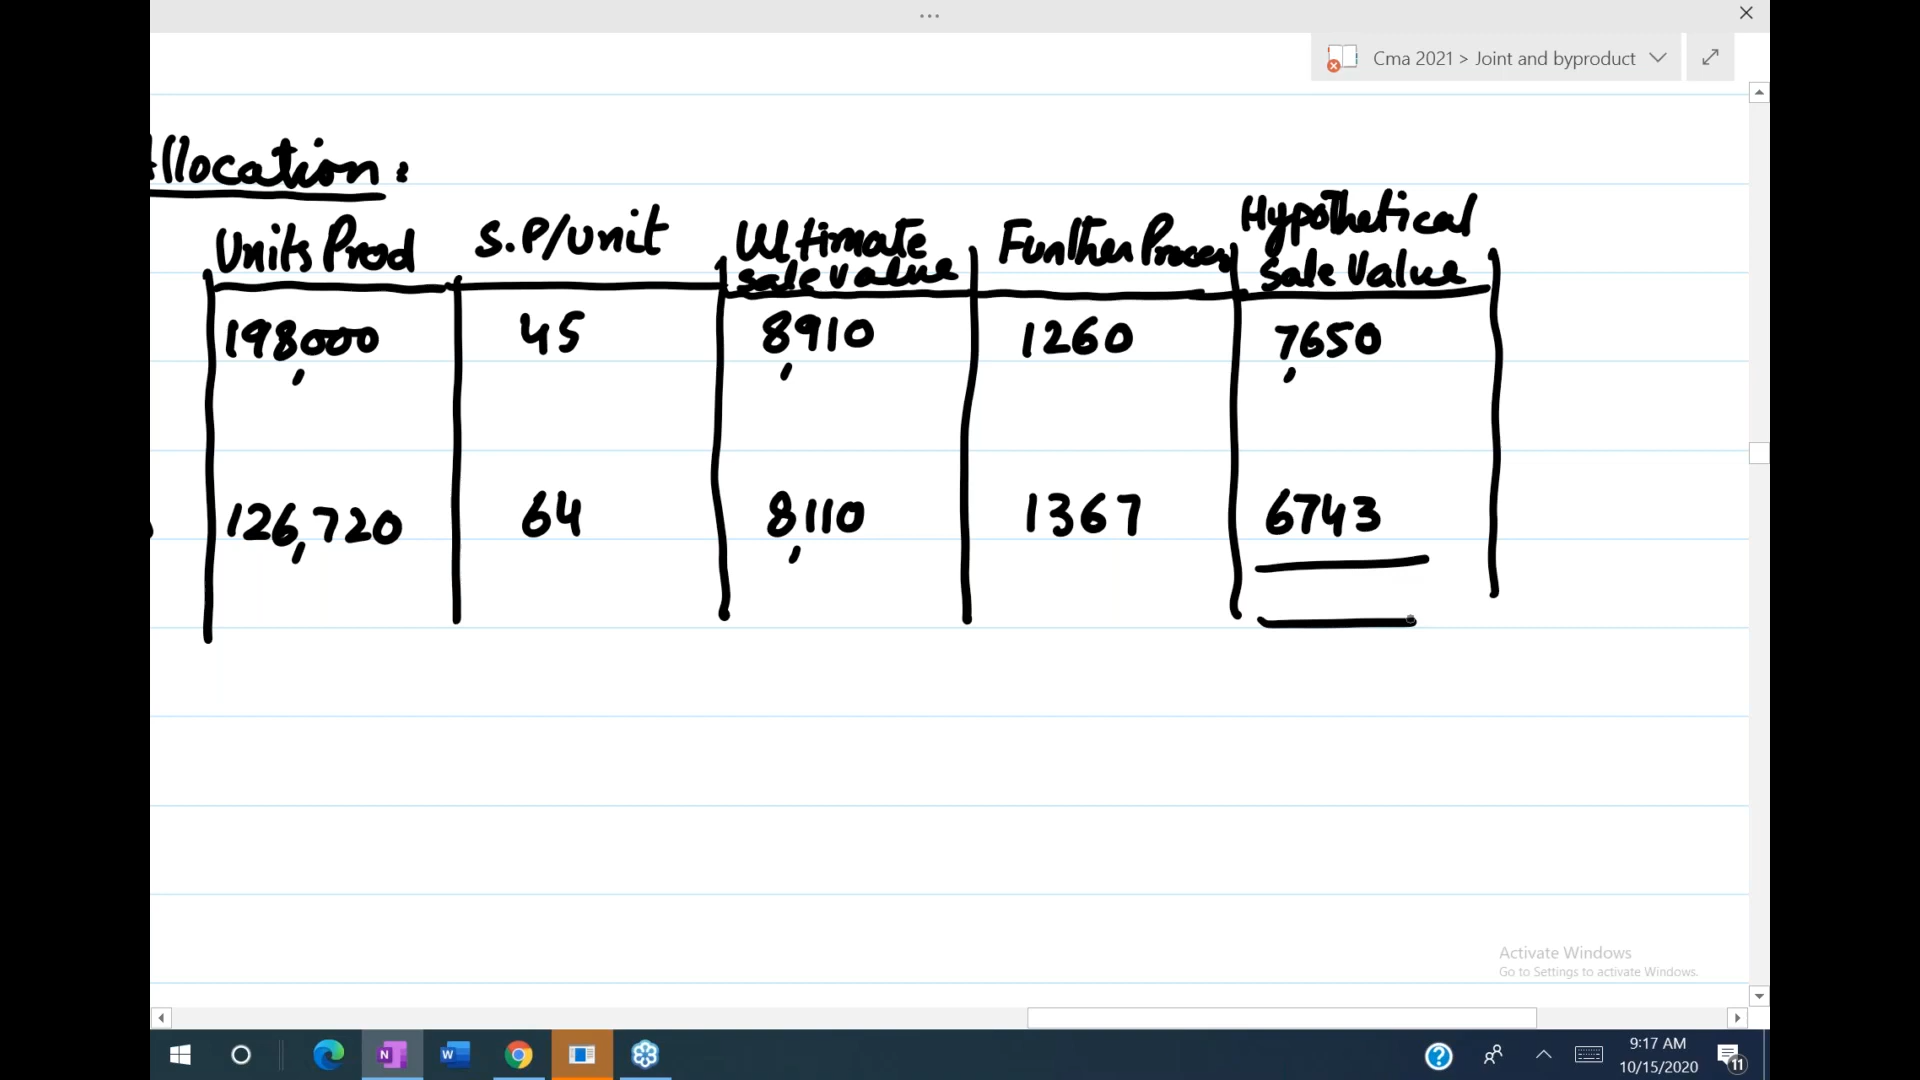 Cma 2021 > Joint and byproduct
Allocation :
Units Prod S.P/unit Ultimate Sale Value Further Process Hypothetical Sale Value
198,000 45 8,910 1260 7,650
126,720 64 8,110 1367 6743
Activate Windows
Go to Settings to activate Windows.
9:17 AM
10/15/2020
11